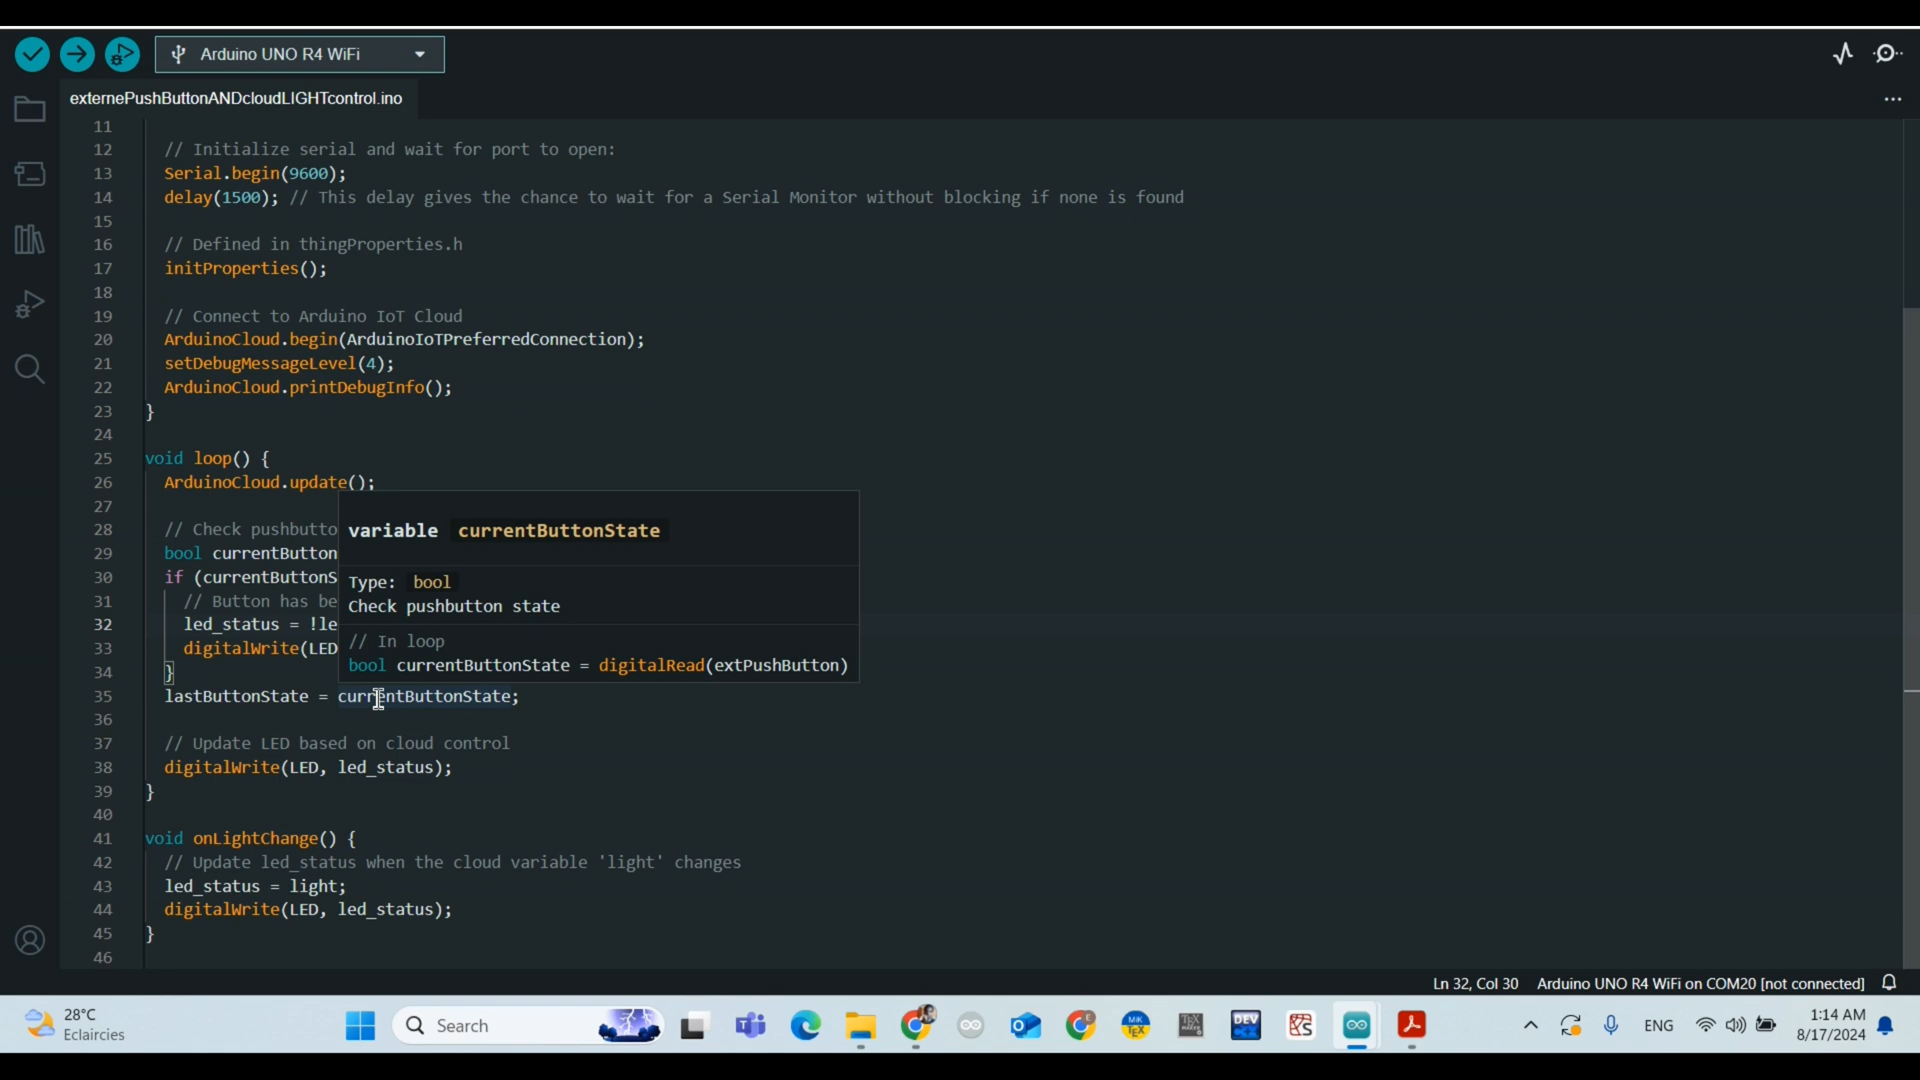 Arduino UNO R4 WiFi
externePushButtonANDcloudLIGHTcontrol.ino
11
12 // Initialize serial and wait for port to open:
13 Serial.begin(9600);
14 delay(1500); // This delay gives the chance to wait for a Serial Monitor without blocking if none is found
15
16 // Defined in thingProperties.h
17 initProperties();
18
19 // Connect to Arduino IoT Cloud
20 ArduinoCloud.begin(ArduinoIoTPreferredConnection);
21 setDebugMessageLevel(4);
22 ArduinoCloud.printDebugInfo();
23 }
24
25 void loop() {
26 ArduinoCloud.update();
27
28 // Check pushbutto
variable currentButtonState
29 bool currentButton
30 if (currentButtonS
Type: bool
31 // Button has be
Check pushbutton state
32 led_status = !le
33 digitalWrite(LED
// In loop
bool currentButtonState = digitalRead(extPushButton)
34 }
35 lastButtonState = currentButtonState;
36
37 // Update LED based on cloud control
38 digitalWrite(LED, led_status);
39 }
40
41 void onLightChange() {
42 // Update led_status when the cloud variable 'light' changes
43 led_status = light;
44 digitalWrite(LED, led_status);
45 }
46
Ln 32, Col 30 Arduino UNO R4 WiFi on COM20 [not connected]
28°C
Eclaircies
Search
DEV
ENG
1:14 AM
8/17/2024